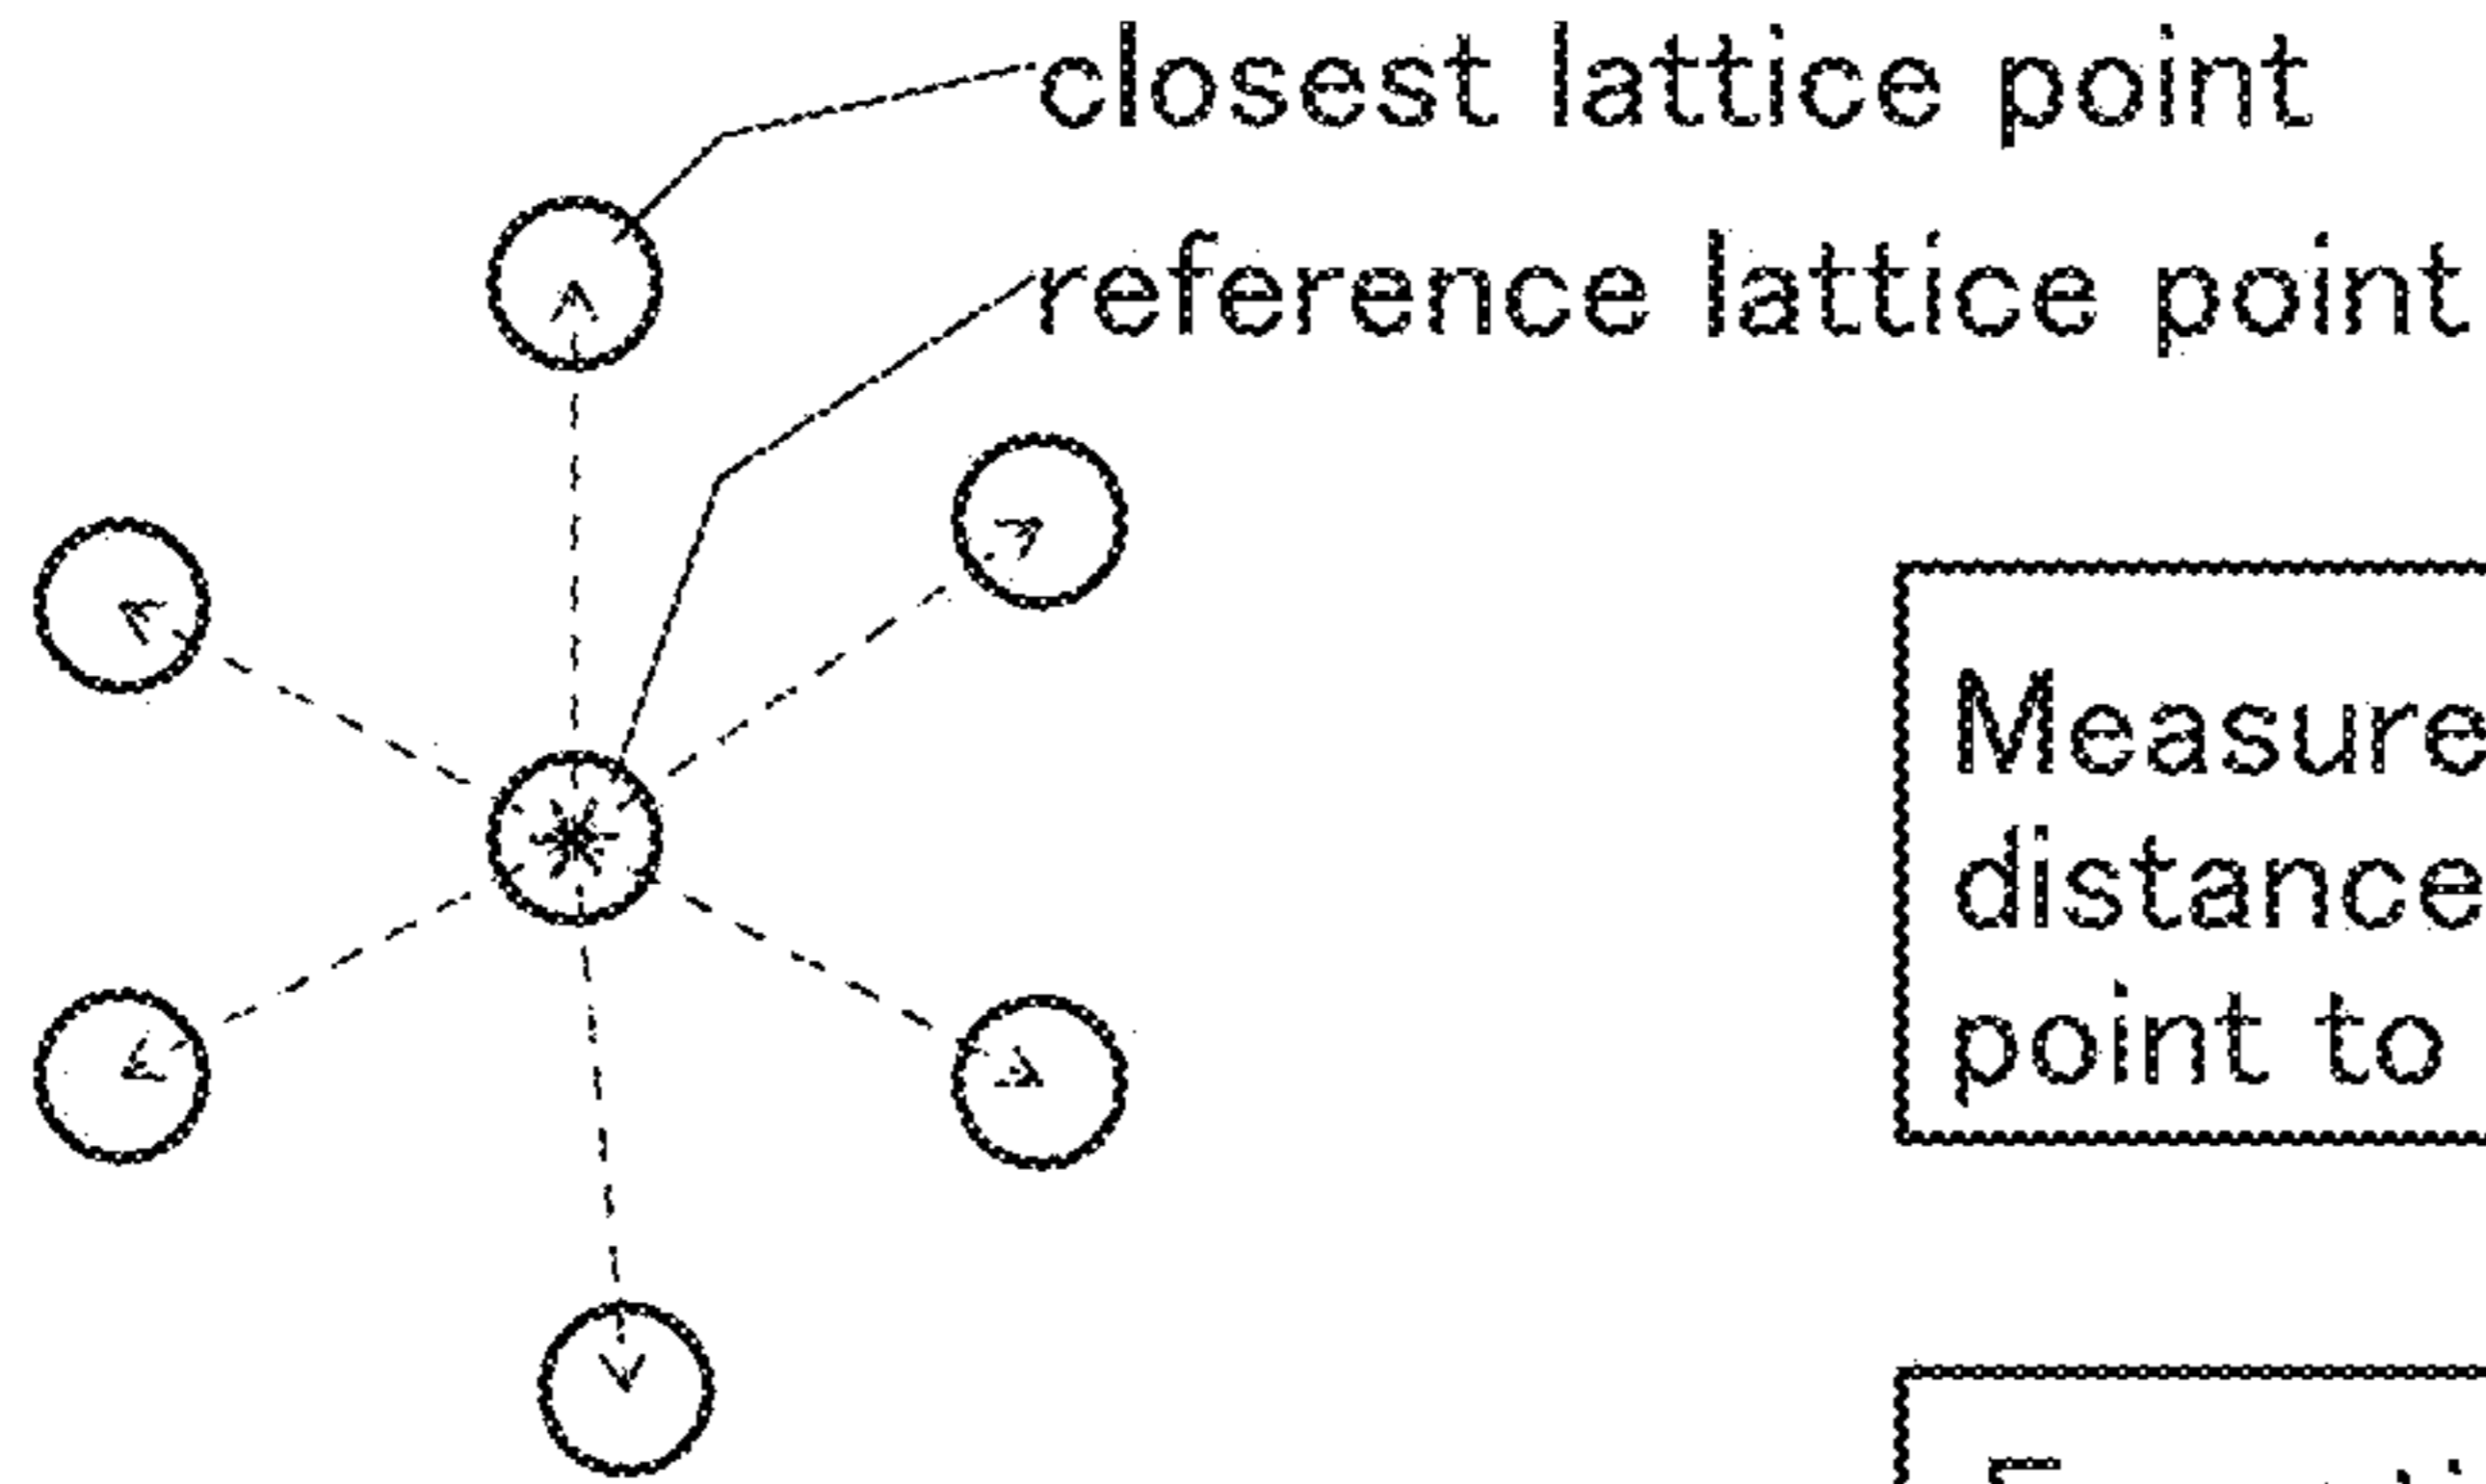 closest lattice point
reference lattice point
Measure
distance
point to